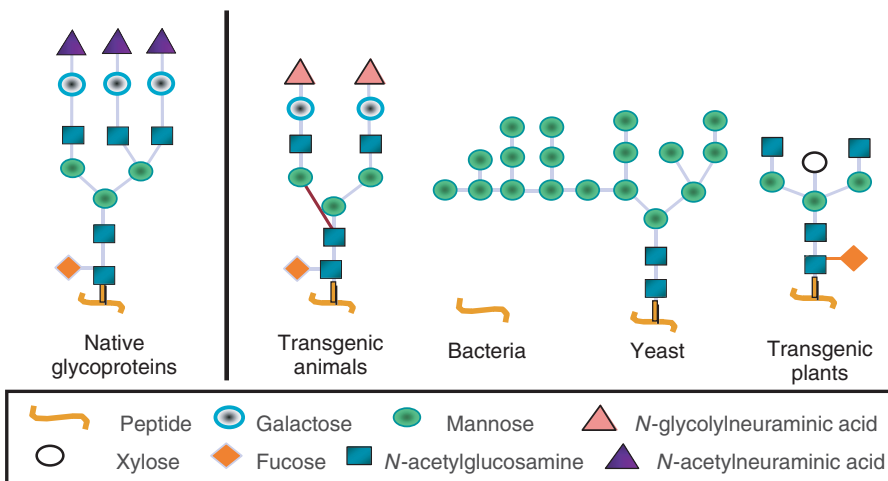 Native
glycoproteins
Transgenic
animals
Bacteria
Yeast
Transgenic
plants
Peptide
Galactose
Mannose
N-glycolylneuraminic acid
Xylose
Fucose
N-acetylglucosamine
N-acetylneuraminic acid